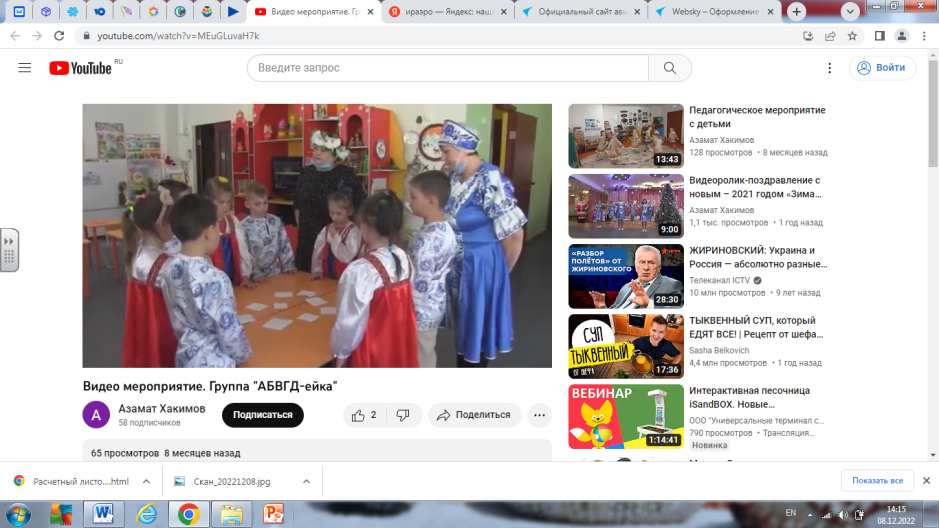 Видео мероприятие. Гр
ираэро — Яндекс: наш
Официальный сайт ави
Websky – Оформление
youtube.com/watch?v=MEuGLuvaH7k
YouTube RU
Введите запрос
Войти
Видео мероприятие. Группа "АБВГД-ейка"
А
Азамат Хакимов
58 подписчиков
Подписаться
2
Поделиться
65 просмотров 8 месяцев назад
13:43
Педагогическое мероприятие
с детьми
Азамат Хакимов
128 просмотров • 8 месяцев назад
9:00
Видеоролик-поздравление с
новым – 2021 годом «Зима...
Азамат Хакимов
1,1 тыс. просмотров • 1 год назад
«РАЗБОР
ПОЛЁТОВ» ОТ
ЖИРИНОВСКОГО
28:30
ЖИРИНОВСКИЙ: Украина и
Россия — абсолютно разные...
Телеканал ICTV
10 млн просмотров • 9 лет назад
СУП
ТЫКВЕННЫЙ
ОТ ШЕФА
17:36
ТЫКВЕННЫЙ СУП, который
ЕДЯТ ВСЕ! | Рецепт от шефа...
Sasha Belkovich
4,4 млн просмотров • 1 год назад
ВЕБИНАР
1:14:41
Интерактивная песочница
iSandBOX. Новые...
ООО "Универсальные терминал с...
790 просмотров • Трансляция...
Новинка
Расчетный листо....html
Скан_20221208.jpg
Показать все
EN
14:15
08.12.2022